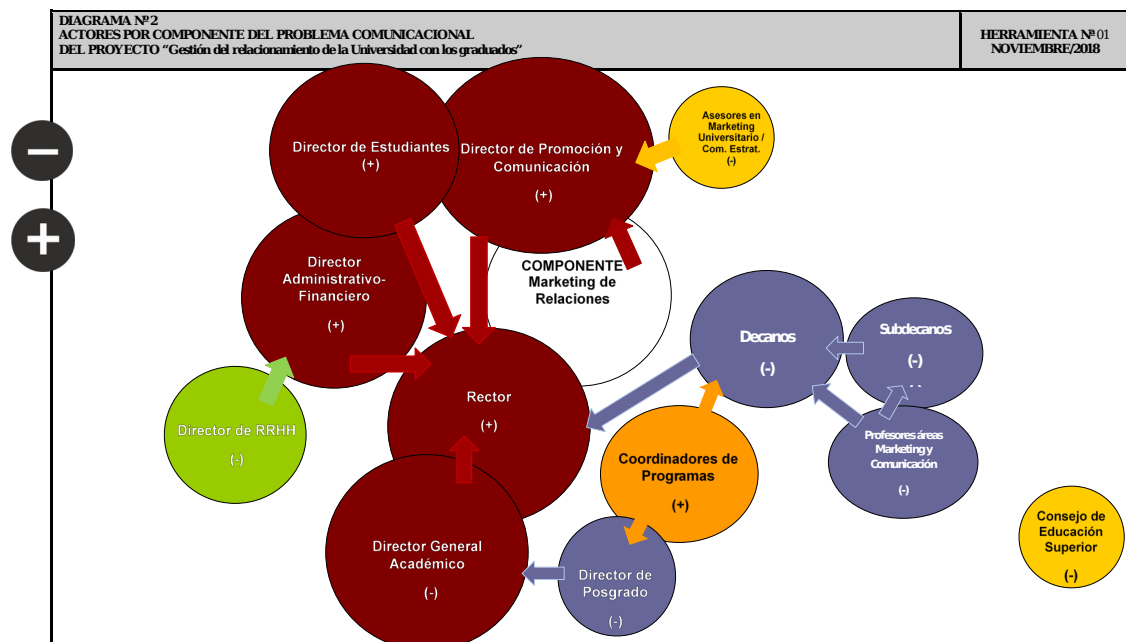 DIAGRAMA Nº 2
ACTORES POR COMPONENTE DEL PROBLEMA COMUNICACIONAL
DEL PROYECTO “Gestión del relacionamiento de la Universidad con los graduados”
HERRAMIENTA Nº 01
NOVIEMBRE/2018
Director de Estudiantes
(+)
Director de Promoción y
Comunicación
(+)
Asesores en
Marketing
Universitario /
Com. Estrat.
(-)
Director
Administrativo-
Financiero
(+)
COMPONENTE
Marketing de
Relaciones
Decanos
(-)
Subdecanos
(-)
Rector
(+)
Director de RRHH
(-)
Coordinadores de
Programas
(+)
Profesores áreas
Marketing y
Comunicación
(-)
Director General
Académico
(-)
Director de
Posgrado
(-)
Consejo de
Educación
Superior
(-)